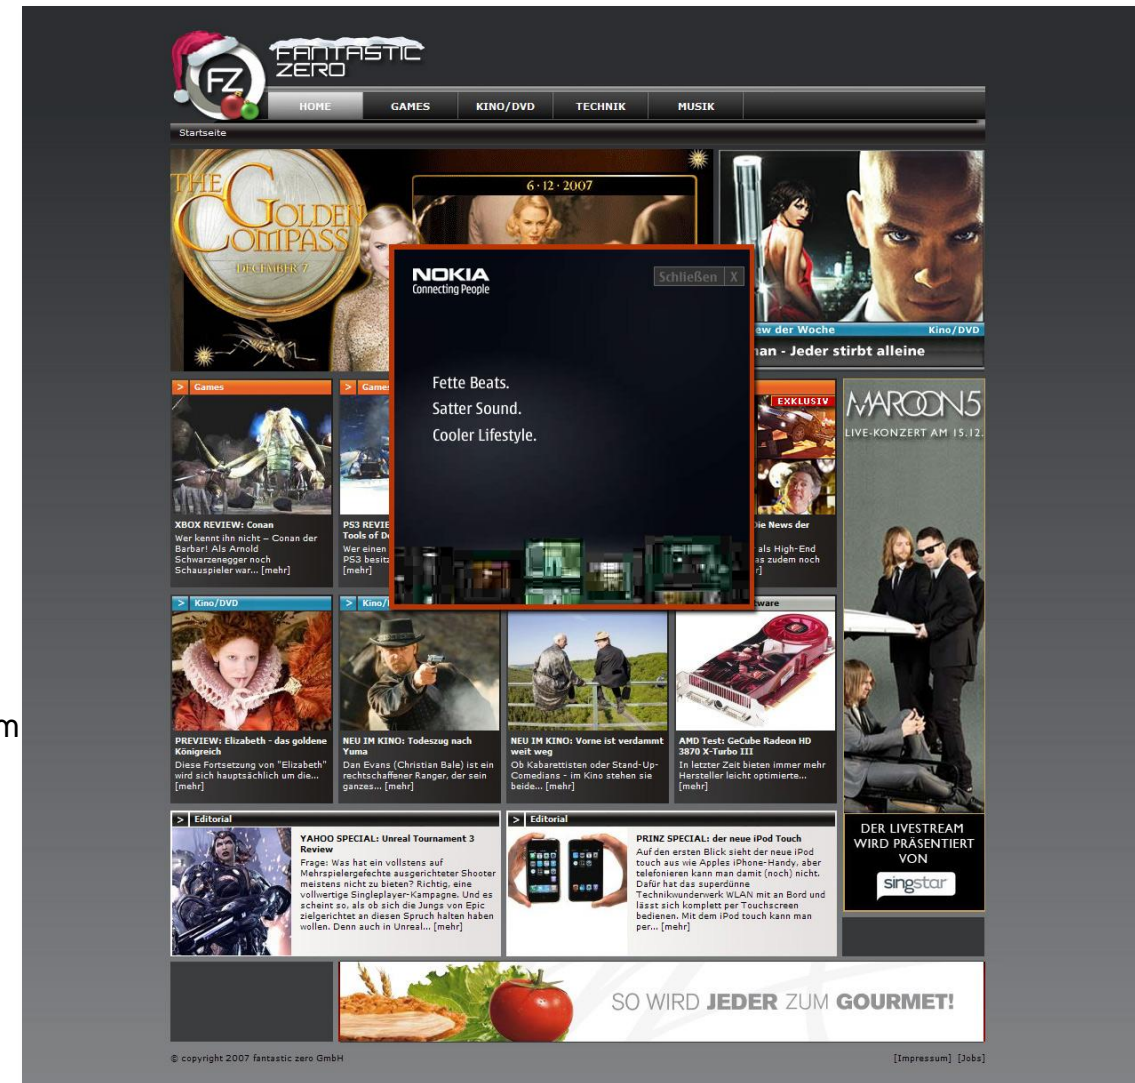 FZ
FANTASTIC
ZERO
HOME GAMES KINO/DVD TECHNIK MUSIK
Startseite
THE
GOLDEN
COMPASS
DECEMBER 7
6·12·2007
ew der Woche Kino/DVD
an - Jeder stirbt alleine
NOKIA
Connecting People
Schließen X
Fette Beats.
Satter Sound.
Cooler Lifestyle.
> Games
XBOX REVIEW: Conan
Wer kennt ihn nicht – Conan der
Barbar! Als Arnold
Schwarzenegger noch
Schauspieler war... [mehr]
> Game
PS3 REVIE
Tools of D
Wer einen
PS3 besitz
[mehr]
EXKLUSIV
Die News der
als High-End
as zudem noch
MAROON5
LIVE-KONZERT AM 15.12.
> Kino/DVD
PREVIEW: Elizabeth - das goldene
Königreich
Diese Fortsetzung von "Elizabeth"
wird sich hauptsächlich um die...
[mehr]
> Kino/
NEU IM KINO: Todeszug nach
Yuma
Dan Evans (Christian Bale) ist ein
rechtschaffener Ranger, der sein
ganzes... [mehr]
NEU IM KINO: Vorne ist verdammt
weit weg
Ob Kabarettisten oder Stand-Up-
Comedians - im Kino stehen sie
beide... [mehr]
ware
AMD Test: GeCube Radeon HD
3870 X-Turbo III
In letzter Zeit bieten immer mehr
Hersteller leicht optimierte...
[mehr]
m
> Editorial
YAHOO SPECIAL: Unreal Tournament 3
Review
Frage: Was hat ein vollstens auf
Mehrspielergefechte ausgerichteter Shooter
meistens nicht zu bieten? Richtig, eine
vollwertige Singleplayer-Kampagne. Und es
scheint so, als ob sich die Jungs von Epic
zielgerichtet an diesen Spruch halten haben
wollen. Denn auch in Unreal... [mehr]
> Editorial
PRINZ SPECIAL: der neue iPod Touch
Auf den ersten Blick sieht der neue iPod
touch aus wie Apples iPhone-Handy, aber
telefonieren kann man damit (noch) nicht.
Dafür hat das superdünne
Technikwunderwerk WLAN mit an Bord und
lässt sich komplett per Touchscreen
bedienen. Mit dem iPod touch kann man
per... [mehr]
DER LIVESTREAM
WIRD PRÄSENTIERT
VON
singstar
SO WIRD JEDER ZUM GOURMET!
© copyright 2007 fantastic zero GmbH
[Impressum] [Jobs]